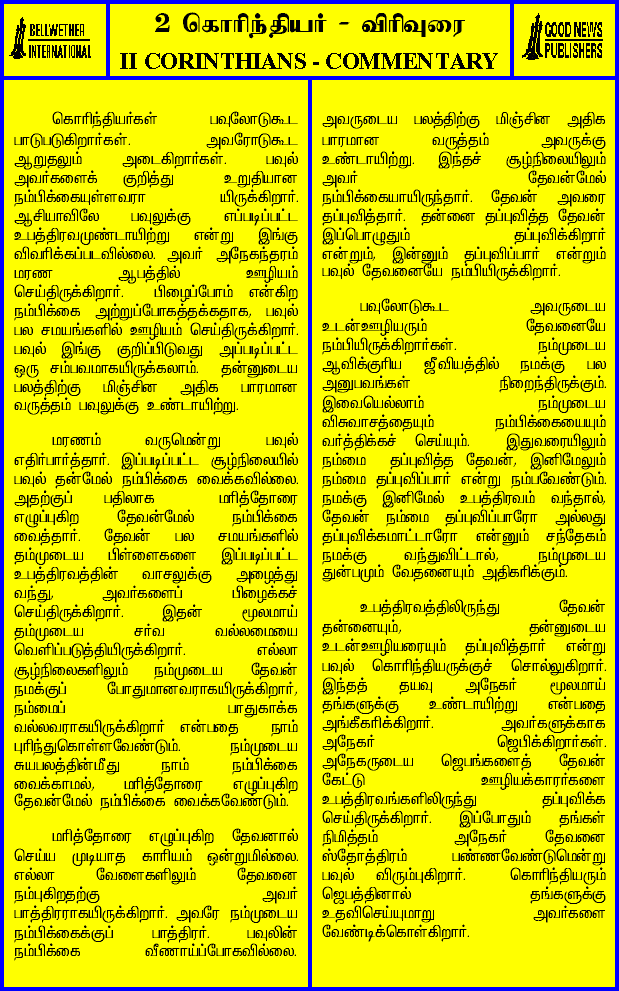 BELLWETHER
INTERNATIONAL
2 கொரிந்தியர் - விரிவுரை
II CORINTHIANS - COMMENTARY
GOOD NEWS
PUBLISHERS
கொரிந்தியர்கள் பவுலோடுகூட
பாடுபடுகிறார்கள். அவரோடுகூட
ஆறுதலும் அடைகிறார்கள். பவுல்
அவர்களைக் குறித்து உறுதியான
நம்பிக்கையுள்ளவரா யிருக்கிறார்.
ஆசியாவிலே பவுலுக்கு எப்படிப்பட்ட
உபத்திரவமுண்டாயிற்று என்று இங்கு
விவரிக்கப்படவில்லை. அவர் அநேகந்தரம்
மரண ஆபத்தில் ஊழியம்
செய்திருக்கிறார். பிழைப்போம் என்கிற
நம்பிக்கை அற்றுப்போகத்தக்கதாக, பவுல்
பல சமயங்களில் ஊழியம் செய்திருக்கிறார்.
பவுல் இங்கு குறிப்பிடுவது அப்படிப்பட்ட
ஒரு சம்பவமாயிருக்கலாம். தன்னுடைய
பலத்திற்கு மிஞ்சின அதிக பாரமான
வருத்தம் பவுலுக்கு உண்டாயிற்று.
மரணம் வருமென்று பவுல்
எதிர்பார்த்தார். இப்படிப்பட்ட சூழ்நிலையில்
பவுல் தன்மேல் நம்பிக்கை வைக்கவில்லை.
அதற்குப் பதிலாக மரித்தோரை
எழுப்புகிற தேவன்மேல் நம்பிக்கை
வைத்தார். தேவன் பல சமயங்களில்
தம்முடைய பிள்ளைகளை இப்படிப்பட்ட
உபத்திரவத்தின் வாசலுக்கு அழைத்து
வந்து, அவர்களைப் பிழைக்கச்
செய்திருக்கிறார். இதன் மூலமாய்
தம்முடைய சர்வ வல்லமையை
வெளிப்படுத்தியிருக்கிறார். எல்லா
சூழ்நிலைகளிலும் நம்முடைய தேவன்
நமக்குப் போதுமானவராகயிருக்கிறார்,
நம்மைப் பாதுகாக்க
வல்லவராகயிருக்கிறார் என்பதை நாம்
புரிந்துகொள்ளவேண்டும். நம்முடைய
சுயபலத்தின்மீது நாம் நம்பிக்கை
வைக்காமல், மரித்தோரை எழுப்புகிற
தேவன்மேல் நம்பிக்கை வைக்கவேண்டும்.
மரித்தோரை எழுப்புகிற தேவனால்
செய்ய முடியாத காரியம் ஒன்றுமில்லை.
எல்லா வேளைகளிலும் தேவனை
நம்புகிறதற்கு அவர்
பாத்திரராகயிருக்கிறார். அவரே நம்முடைய
நம்பிக்கைக்குப் பாத்திரர். பவுலின்
நம்பிக்கை வீணாய்ப்போகவில்லை.
அவருடைய பலத்திற்கு மிஞ்சின அதிக
பாரமான வருத்தம் அவருக்கு
உண்டாயிற்று. இந்தச் சூழ்நிலையிலும்
அவர் தேவன்மேல்
நம்பிக்கையாயிருந்தார். தேவன் அவரை
தப்புவித்தார். தன்னை தப்புவித்த தேவன்
இப்பொழுதும் தப்புவிக்கிறார்
என்றும், இன்னும் தப்புவிப்பார் என்றும்
பவுல் தேவனையே நம்பியிருக்கிறார்.
பவுலோடுகூட அவருடைய
உடன்ஊழியரும் தேவனையே
நம்பியிருக்கிறார்கள். நம்முடைய
ஆவிக்குரிய ஜீவியத்தில் நமக்கு பல
அனுபவங்கள் நிறைந்திருக்கும்.
இவையெல்லாம் நம்முடைய
விசுவாசத்தையும் நம்பிக்கையையும்
வர்த்திக்கச் செய்யும். இதுவரையிலும்
நம்மை தப்புவித்த தேவன், இனிமேலும்
நம்மை தப்புவிப்பார் என்று நம்பவேண்டும்.
நமக்கு இனிமேல் உபத்திரவம் வந்தால்,
தேவன் நம்மை தப்புவிப்பாரோ அல்லது
தப்புவிக்கமாட்டாரோ என்னும் சந்தேகம்
நமக்கு வந்துவிட்டால், நம்முடைய
துன்பமும் வேதனையும் அதிகரிக்கும்.
உபத்திரவத்திலிருந்து தேவன்
தன்னையும், தன்னுடைய
உடன்ஊழியரையும் தப்புவித்தார் என்று
பவுல் கொரிந்தியருக்குச் சொல்லுகிறார்.
இந்தத் தயவு அநேகர் மூலமாய்
தங்களுக்கு உண்டாயிற்று என்பதை
அங்கீகரிக்கிறார். அவர்களுக்காக
அநேகர் ஜெபிக்கிறார்கள்.
அநேகருடைய ஜெபங்களைத் தேவன்
கேட்டு ஊழியக்காரர்களை
உபத்திரவங்களிலிருந்து தப்புவிக்க
செய்திருக்கிறார். இப்போதும் தங்கள்
நிமித்தம் அநேகர் தேவனை
ஸ்தோத்திரம் பண்ணவேண்டுமென்று
பவுல் விரும்புகிறார். கொரிந்தியரும்
ஜெபத்தினால் தங்களுக்கு
உதவிசெய்யுமாறு அவர்களை
வேண்டிக்கொள்கிறார்.